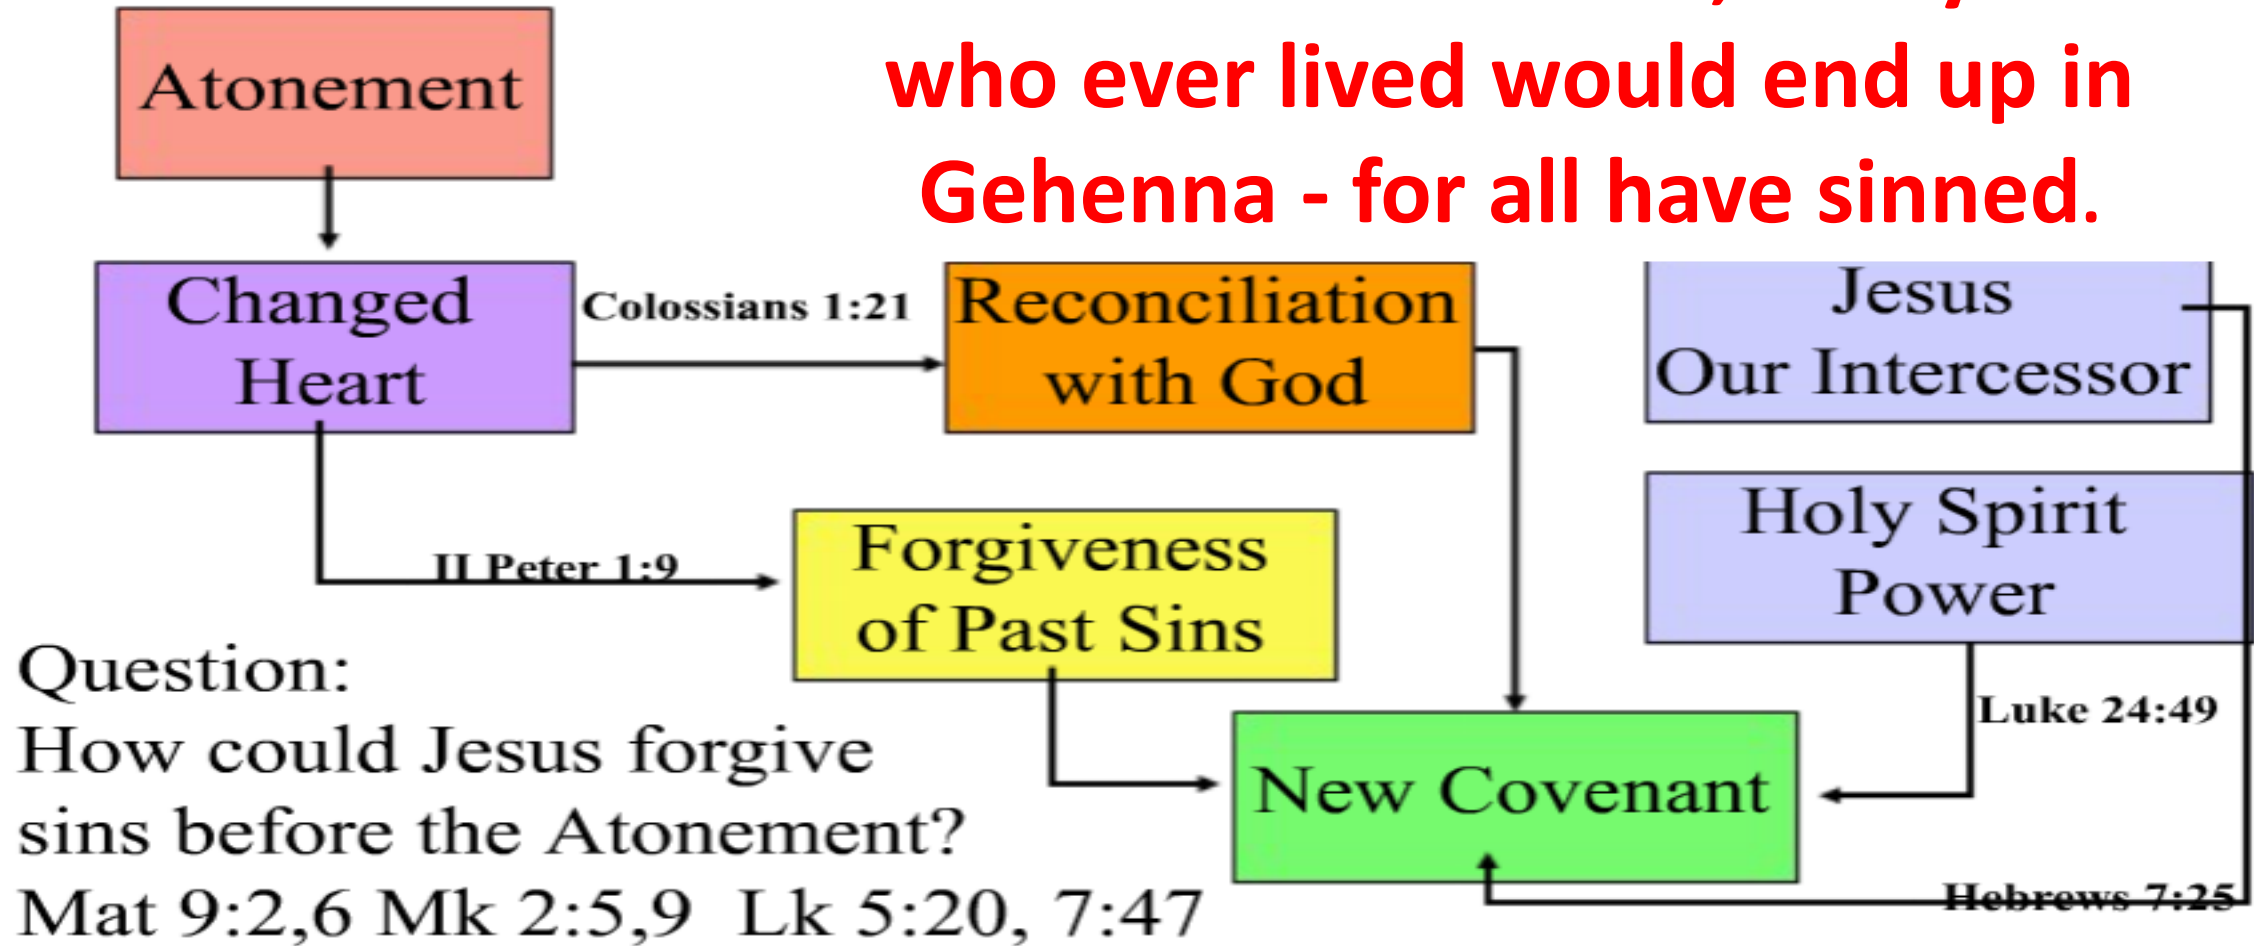 who ever lived would end up in
Gehenna - for all have sinned.
Atonement
Changed
Heart
Colossians 1:21
Reconciliation
with God
Jesus
Our Intercessor
Holy Spirit
Power
II Peter 1:9
Forgiveness
of Past Sins
Luke 24:49
New Covenant
Hebrews 7:25
Question:
How could Jesus forgive
sins before the Atonement?
Mat 9:2,6 Mk 2:5,9 Lk 5:20, 7:47